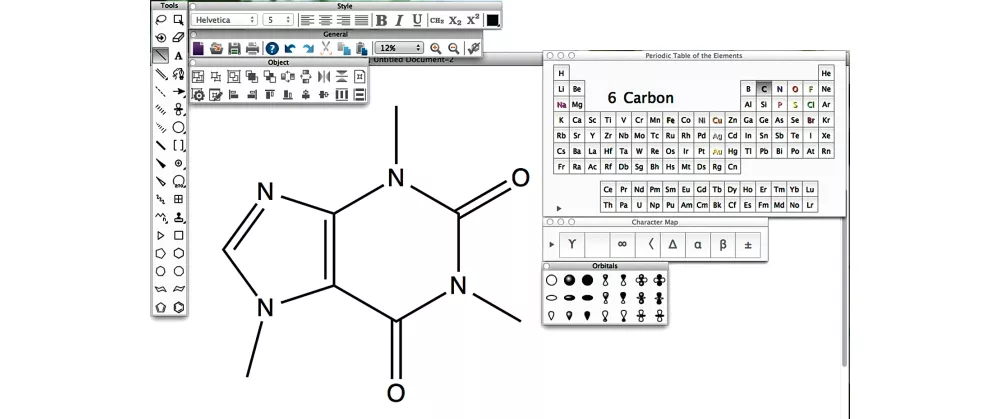 Tools
Style
Helvetica 5 B I U CH₂ X₂ X²
General
12%
Object
Untitled Document-2
A
Periodic Table of the Elements
6 Carbon
H He
Li Be B C N O F Ne
Na Mg Al Si P S Cl Ar
K Ca Sc Ti V Cr Mn Fe Co Ni Cu Zn Ga Ge As Se Br Kr
Rb Sr Y Zr Nb Mo Tc Ru Rh Pd Ag Cd In Sn Sb Te I Xe
Cs Ba La Hf Ta W Re Os Ir Pt Au Hg Tl Pb Bi Po At Rn
Fr Ra Ac Rf Db Sg Bh Hs Mt Ds Rg Cn
Ce Pr Nd Pm Sm Eu Gd Tb Dy Ho Er Tm Yb Lu
Th Pa U Np Pu Am Cm Bk Cf Es Fm Md No Lr
Character Map
ϒ ∞ 〈 Δ α β ±
Orbitals
N O
N
N
N
O